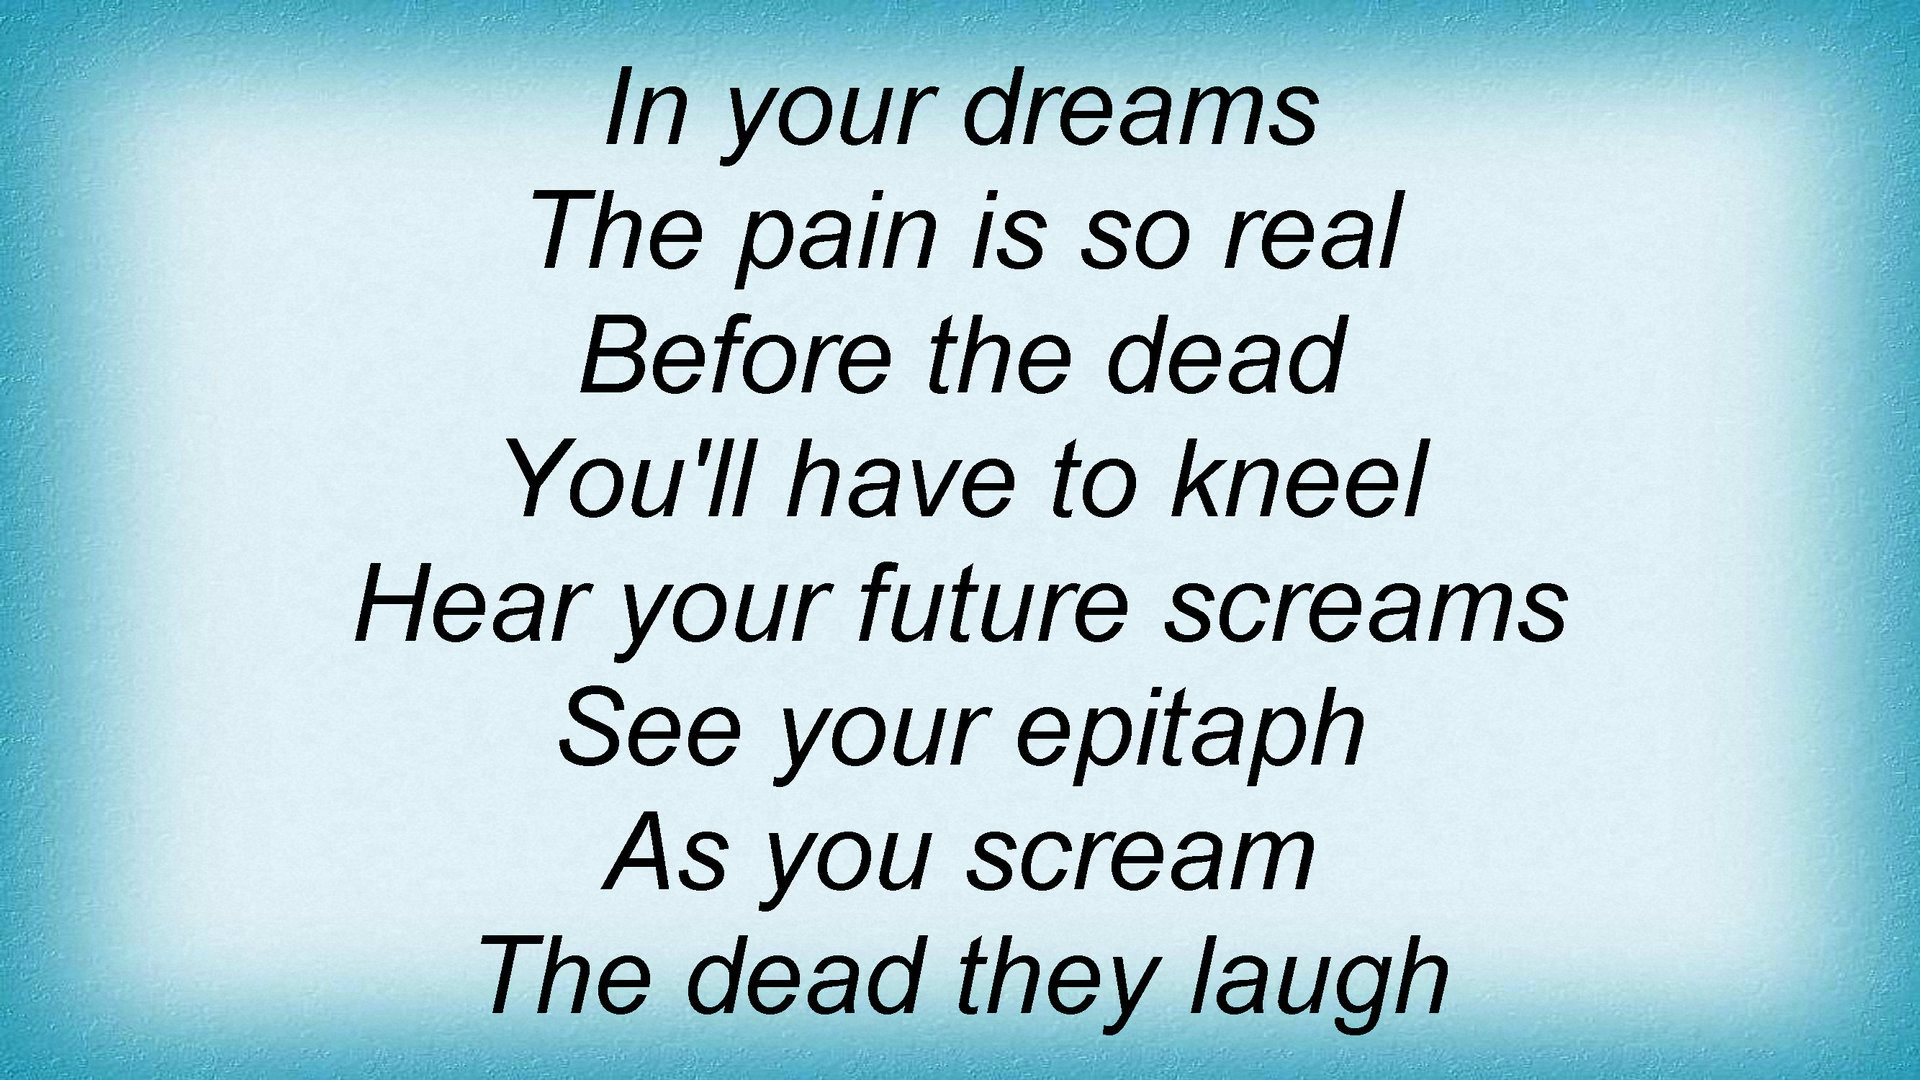 In your dreams
The pain is so real
Before the dead
You'll have to kneel
Hear your future screams
See your epitaph
As you scream
The dead they laugh